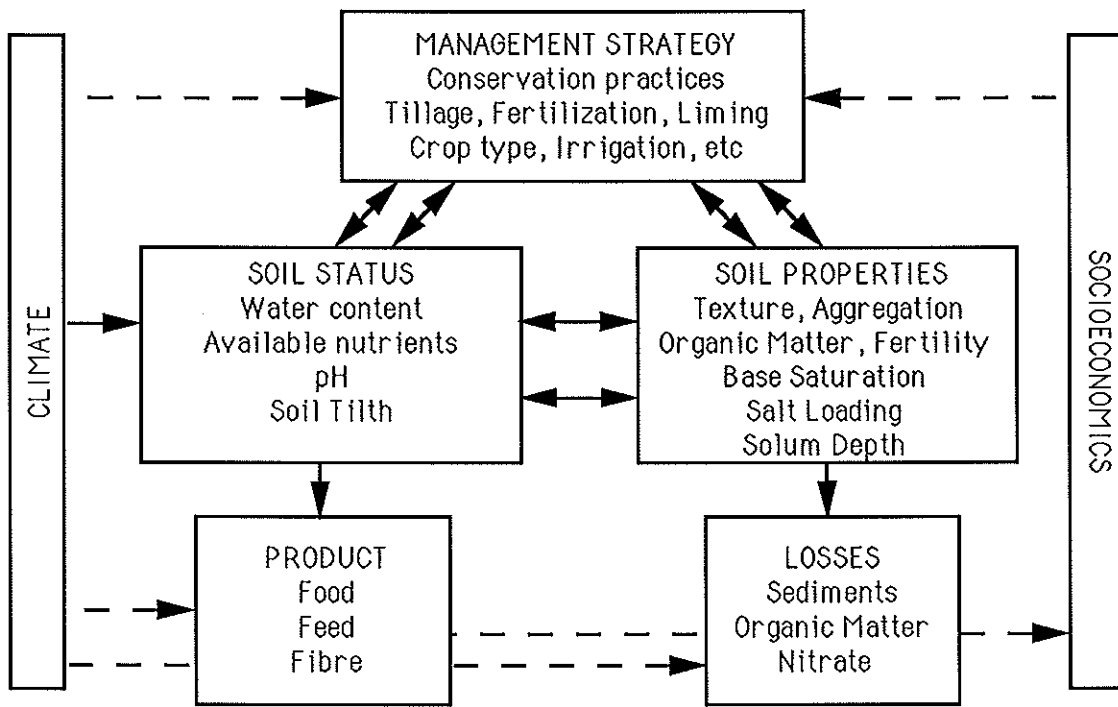 MANAGEMENT STRATEGY
Conservation practices
Tillage, Fertilization, Liming
Crop type, Irrigation, etc
CLIMATE
SOIL STATUS
Water content
Available nutrients
pH
Soil Tilth
SOIL PROPERTIES
Texture, Aggregation
Organic Matter, Fertility
Base Saturation
Salt Loading
Solum Depth
SOCIOECONOMICS
PRODUCT
Food
Feed
Fibre
LOSSES
Sediments
Organic Matter
Nitrate